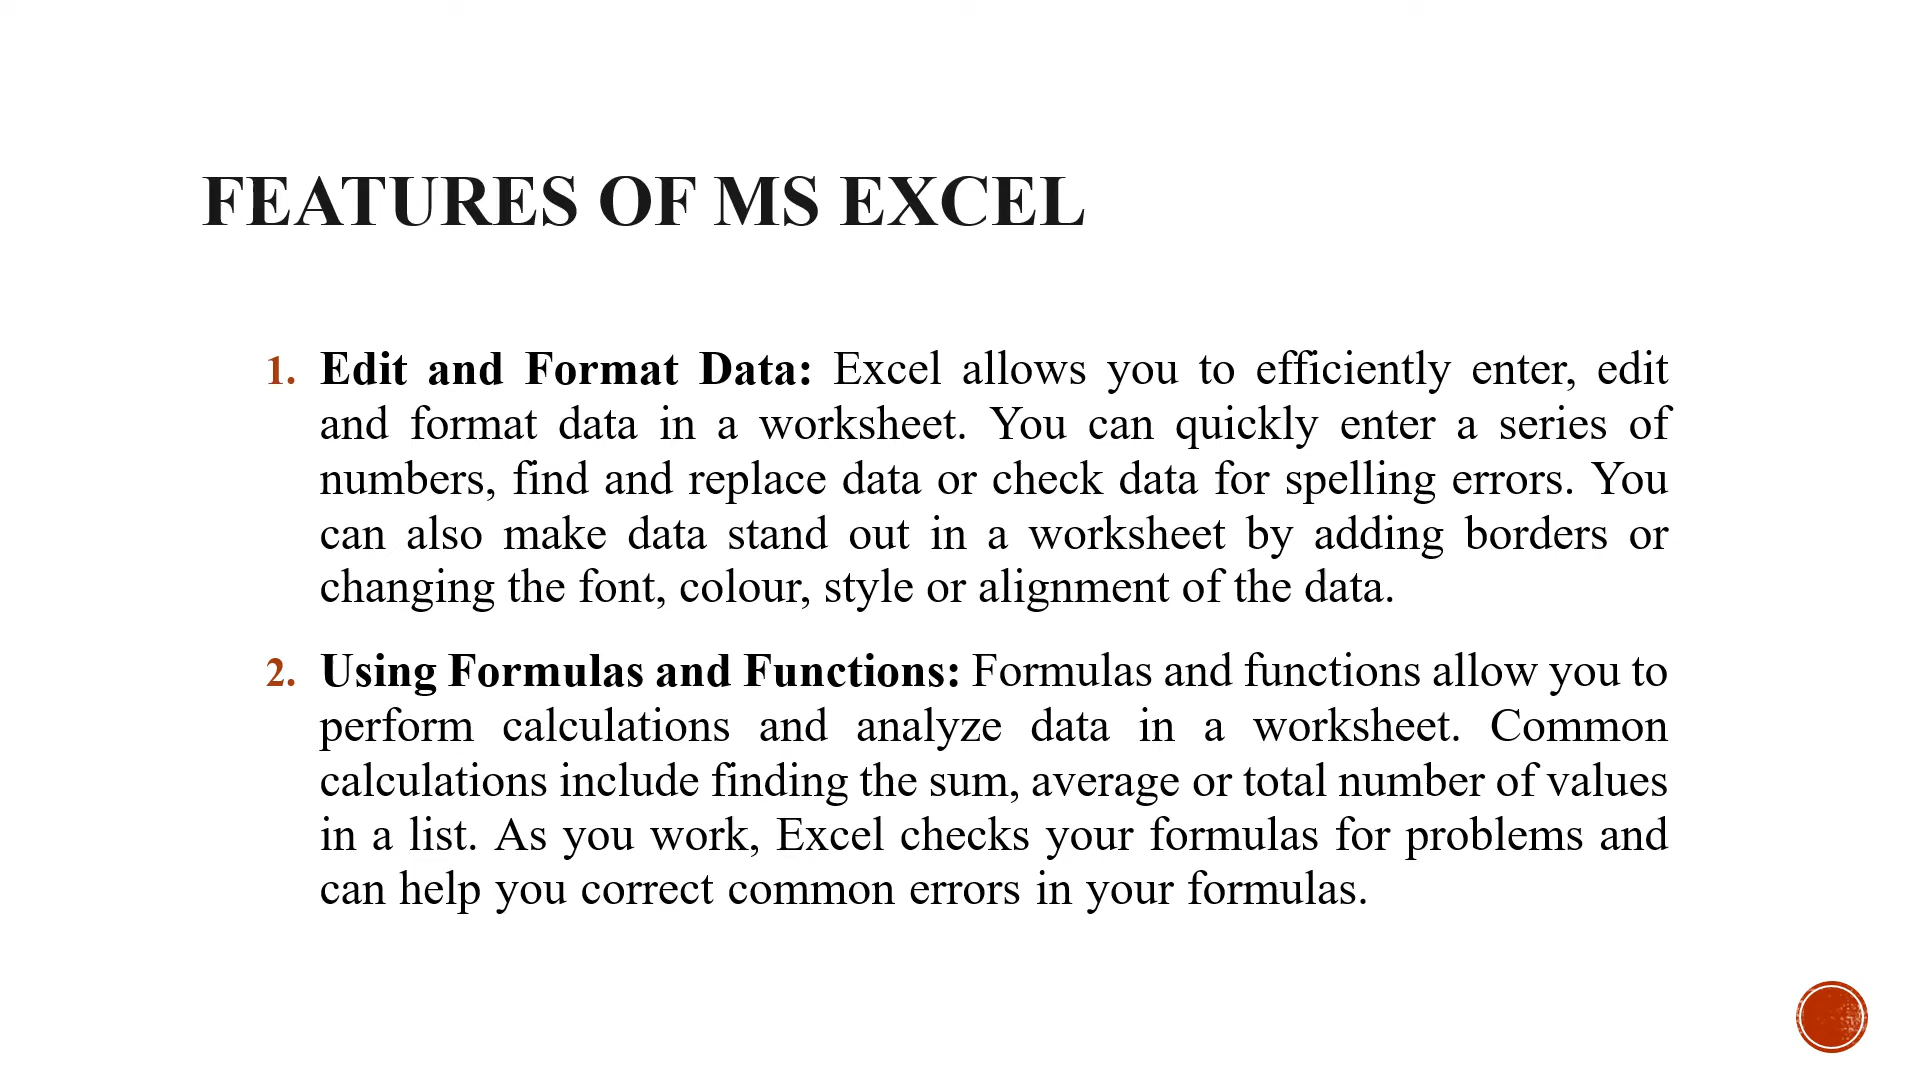 FEATURES OF MS EXCEL
1. Edit and Format Data: Excel allows you to efficiently enter, edit
and format data in a worksheet. You can quickly enter a series of
numbers, find and replace data or check data for spelling errors. You
can also make data stand out in a worksheet by adding borders or
changing the font, colour, style or alignment of the data.
2. Using Formulas and Functions: Formulas and functions allow you to
perform calculations and analyze data in a worksheet. Common
calculations include finding the sum, average or total number of values
in a list. As you work, Excel checks your formulas for problems and
can help you correct common errors in your formulas.